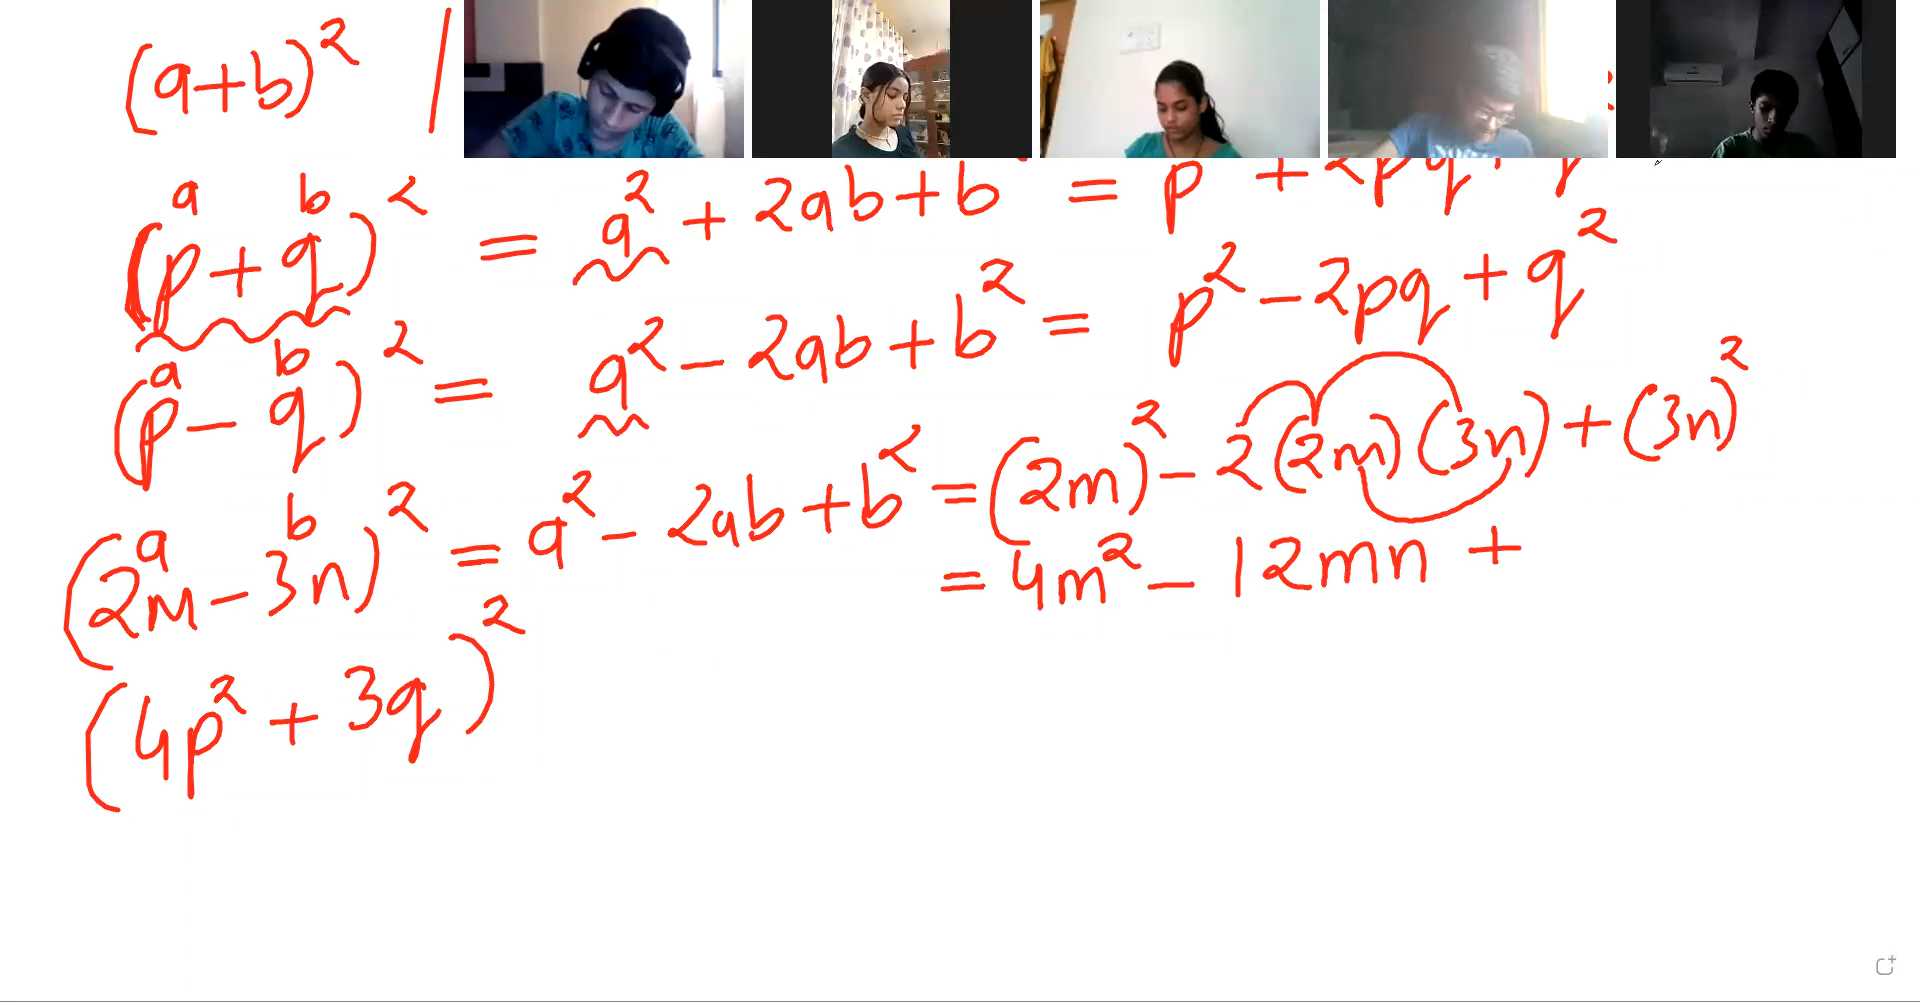 (a+b)²  |
a b
(p + q)² = a² + 2ab + b = p + 2pq
a b
(p - q)² = a² - 2ab + b² = p² - 2pq + q²
a b
(2m - 3n)² = a² - 2ab + b² = (2m)² - 2(2m)(3n) + (3n)²
= 4m² - 12mn +
(4p² + 3q)²